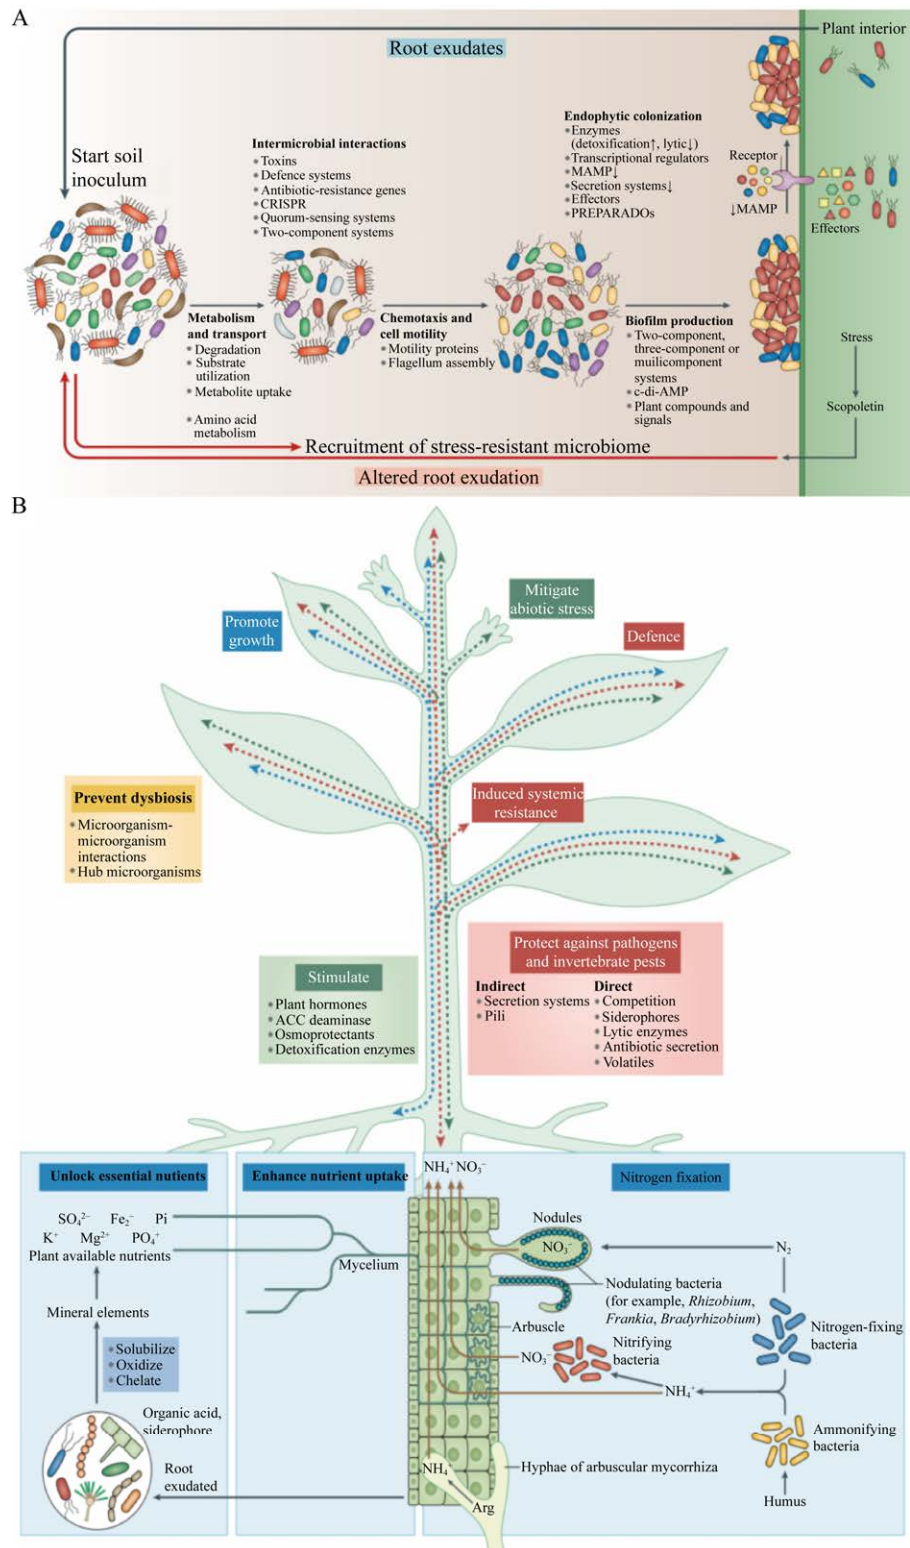 A
Root exudates
Plant interior
Start soil
inoculum
Intermicrobial interactions
Toxins
Defence systems
Antibiotic-resistance genes
CRISPR
Quorum-sensing systems
Two-component systems
Endophytic colonization
Enzymes
(detoxification↑, lytic↓)
Transcriptional regulators
MAMP↓
Secretion systems↓
Effectors
PREPARADOs
Receptor
↓MAMP
Effectors
Metabolism
and transport
Degradation
Substrate
utilization
Metabolite uptake
Amino acid
metabolism
Chemotaxis and
cell motility
Motility proteins
Flagellum assembly
Biofilm production
Two-component,
three-component or
muilicomponent
systems
c-di-AMP
Plant compounds and
signals
Stress
Scopoletin
Recruitment of stress-resistant microbiome
Altered root exudation
B
Promote
growth
Mitigate
abiotic stress
Defence
Prevent dysbiosis
Microorganism-
microorganism
interactions
Hub microorganisms
Induced systemic
resistance
Stimulate
Plant hormones
ACC deaminase
Osmoprotectants
Detoxification enzymes
Protect against pathogens
and invertebrate pests
Indirect
Secretion systems
Pili
Direct
Competition
Siderophores
Lytic enzymes
Antibiotic secretion
Volatiles
Unlock essential nutients
Enhance nutrient uptake
Nitrogen fixation
SO₄²⁻ Fe₂⁻ Pi
K⁺ Mg²⁺ PO₄⁺
Plant available nutrients
Mineral elements
Solubilize
Oxidize
Chelate
Organic acid,
siderophore
Root
exudated
Mycelium
NH₄⁺ NO₃⁻
Nodules
NO₃⁻
N₂
Nodulating bacteria
(for example, Rhizobium,
Frankia, Bradyrhizobium)
Arbuscle
Nitrifying
bacteria
NO₃⁻
Nitrogen-fixing
bacteria
NH₄⁺
Ammonifying
bacteria
Humus
Hyphae of arbuscular mycorrhiza
NH₄⁺
Arg